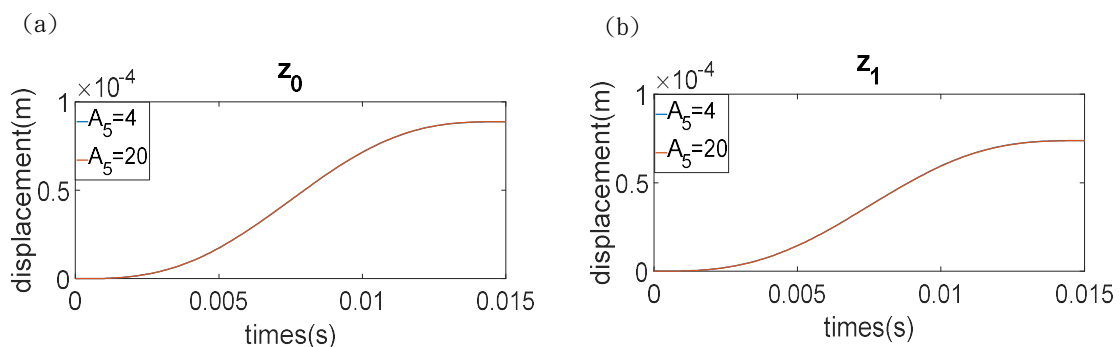 (a)
z0
×10-4
displacement(m)
1
0.5
0
A5=4
A5=20
0
0.005
0.01
0.015
times(s)
(b)
z1
×10-4
displacement(m)
1
0.5
0
A5=4
A5=20
0
0.005
0.01
0.015
times(s)